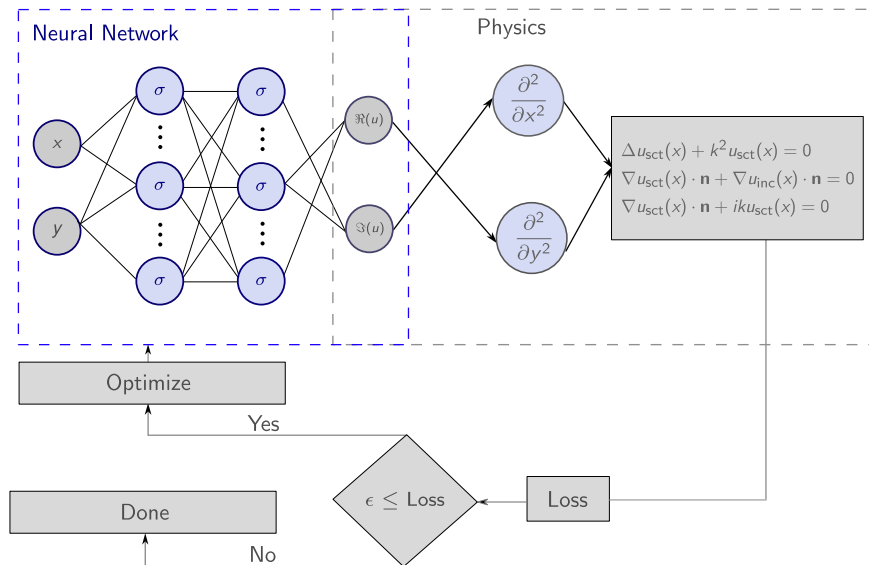 Neural Network
Physics
σ
σ
x
y
σ
σ
σ
σ
ℜ(u)
ℑ(u)
∂²
∂x²
∂²
∂y²
Δu_sct(x) + k²u_sct(x) = 0
∇u_sct(x) · n + ∇u_inc(x) · n = 0
∇u_sct(x) · n + iku_sct(x) = 0
Optimize
Yes
ϵ ≤ Loss
Loss
Done
No